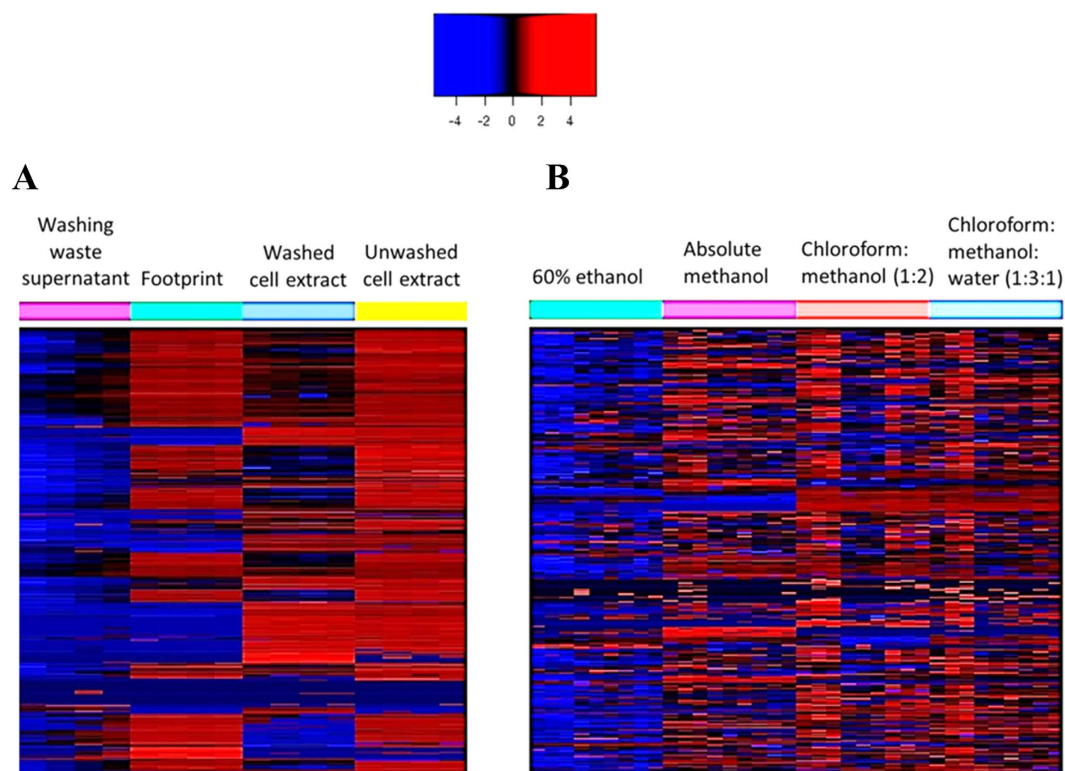 -4 -2 0 2 4
A
B
Washing
waste
supernatant
Footprint
Washed
cell extract
Unwashed
cell extract
60% ethanol
Absolute
methanol
Chloroform:
methanol (1:2)
Chloroform:
methanol:
water (1:3:1)